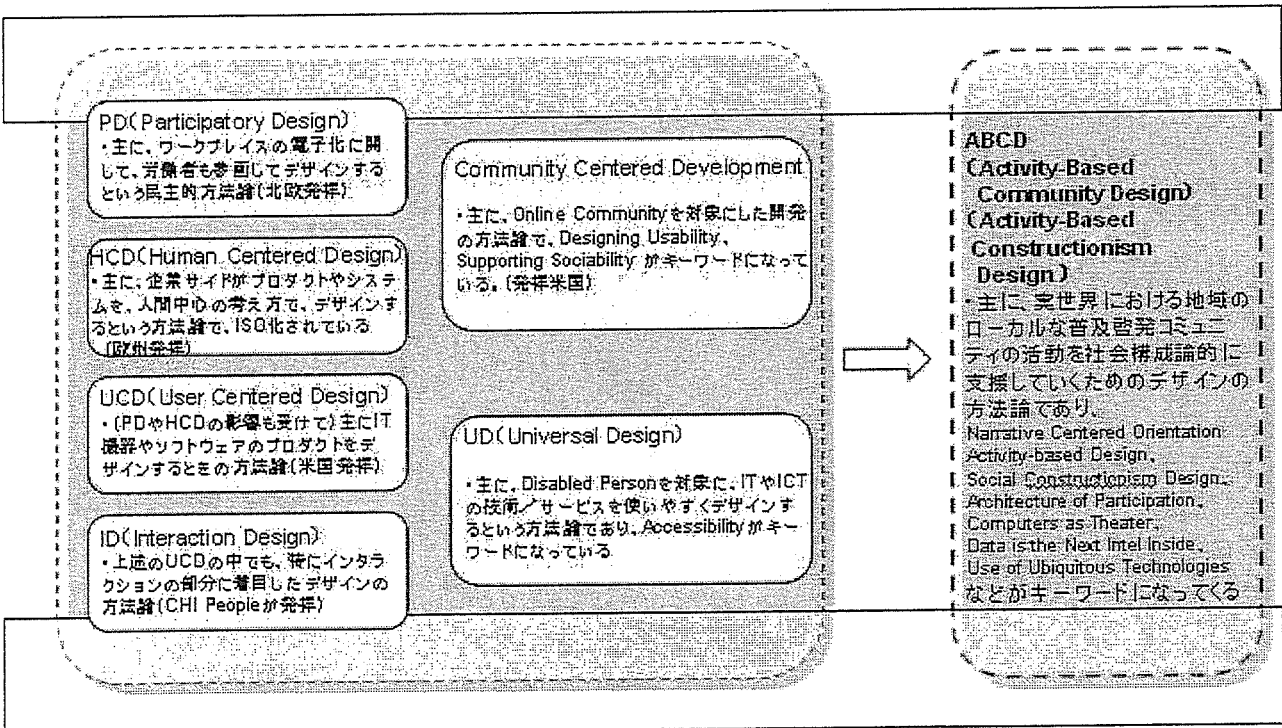 PD(Participatory Design)
・主に、ワークプレイスの電子化に関
して、労働者も参画してデザインする
という民主的方法論(北欧発祥)
HCD(Human Centered Design)
・主に、企業サイドがプロダクトやシステ
ムを、人間中心の考え方で、デザインす
るという方法論で、ISO化されている
(欧州発祥)
UCD(User Centered Design)
・(PDやHCDの影響も受けて)主にIT
機器やソフトウェアのプロダクトをデ
ザインするときの方法論(米国発祥)
ID(Interaction Design)
・上述のUCDの中でも、特にインタラ
クションの部分に着目したデザインの
方法論(CHI Peopleが発祥)
Community Centered Development
・主に、Online Communityを対象にした開発
の方法論で、Designing Usability、
Supporting Sociability がキーワードになって
いる。(発祥米国)
UD(Universal Design)
・主に、Disabled Personを対象に、ITやICT
の技術／サービスを使いやすくデザインす
るという方法論であり、Accessibilityがキー
ワードになっている
ABCD
(Activity-Based
Community Design)
(Activity-Based
Constructionism
Design)
・主に、実世界における地域の
ローカルな普及啓発コミュニ
ティの活動を社会構成論的に
支援していくためのデザインの
方法論であり、
Narrative Centered Orientation
Activity-based Design、
Social Constructionism Design、
Architecture of Participation、
Computers as Theater、
Data is the Next Intel Inside、
Use of Ubiquitous Technologies
などがキーワードになってくる